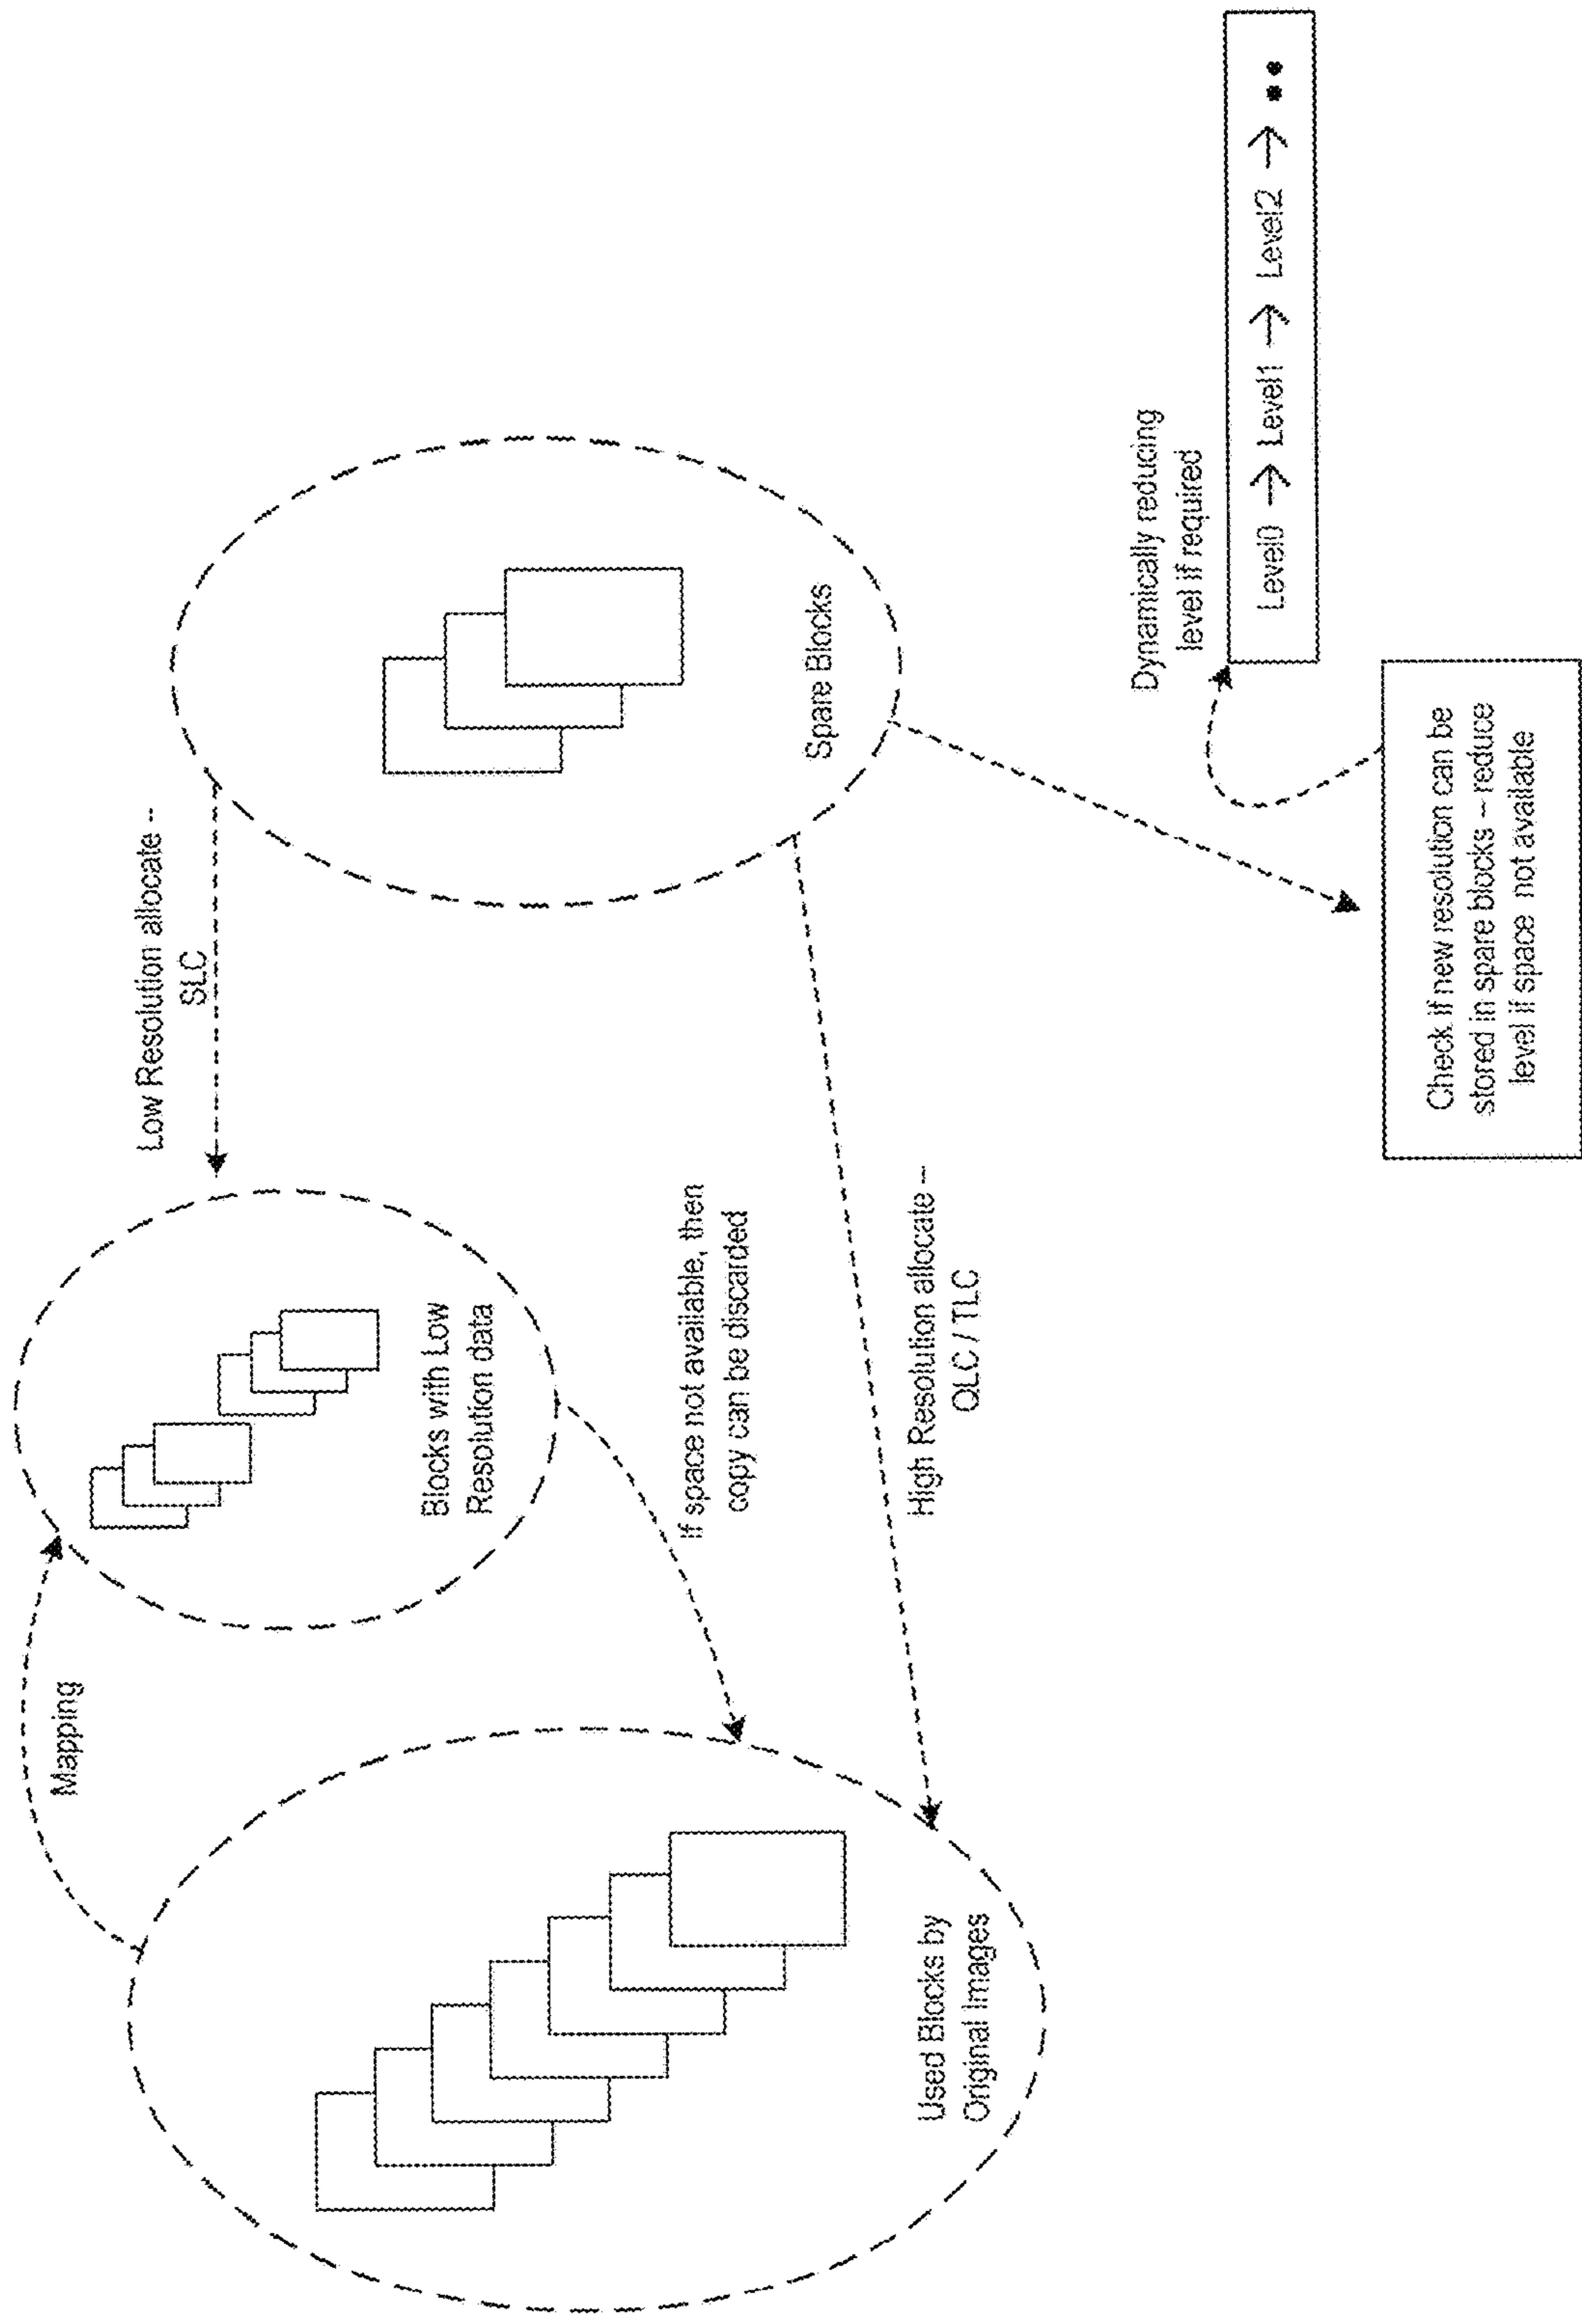 Mapping
Low Resolution allocate --
SLC
Blocks with Low
Resolution data
If space not available, then
copy can be discarded
Spare Blocks
Used Blocks by
Original Images
High Resolution allocate --
QLC / TLC
Dynamically reducing
level if required
Level0 → Level1 → Level2 → ••
Check if new resolution can be
stored in spare blocks -- reduce
level if space not available